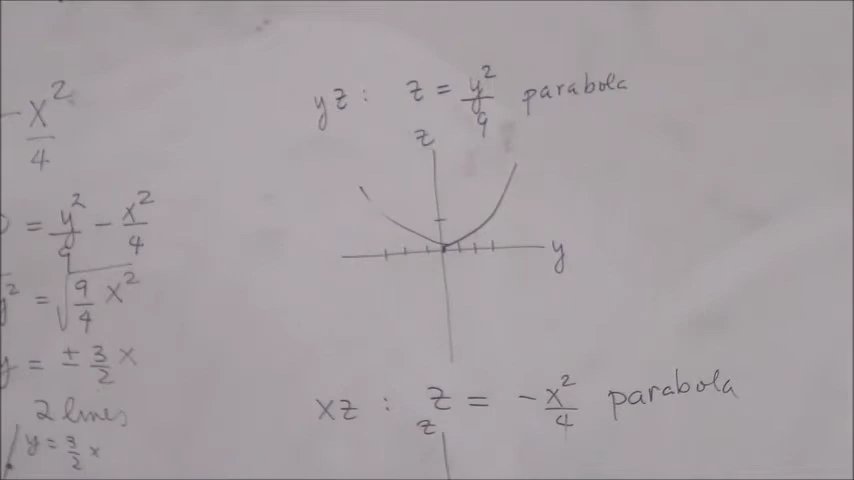 - x²/4
0 = y²/9 - x²/4
y² = √(9/4 x²)
y = ± 3/2 x
2 lines
y = 3/2 x
yz : z = y²/9 parabola
z
y
xz : z = - x²/4 parabola
z